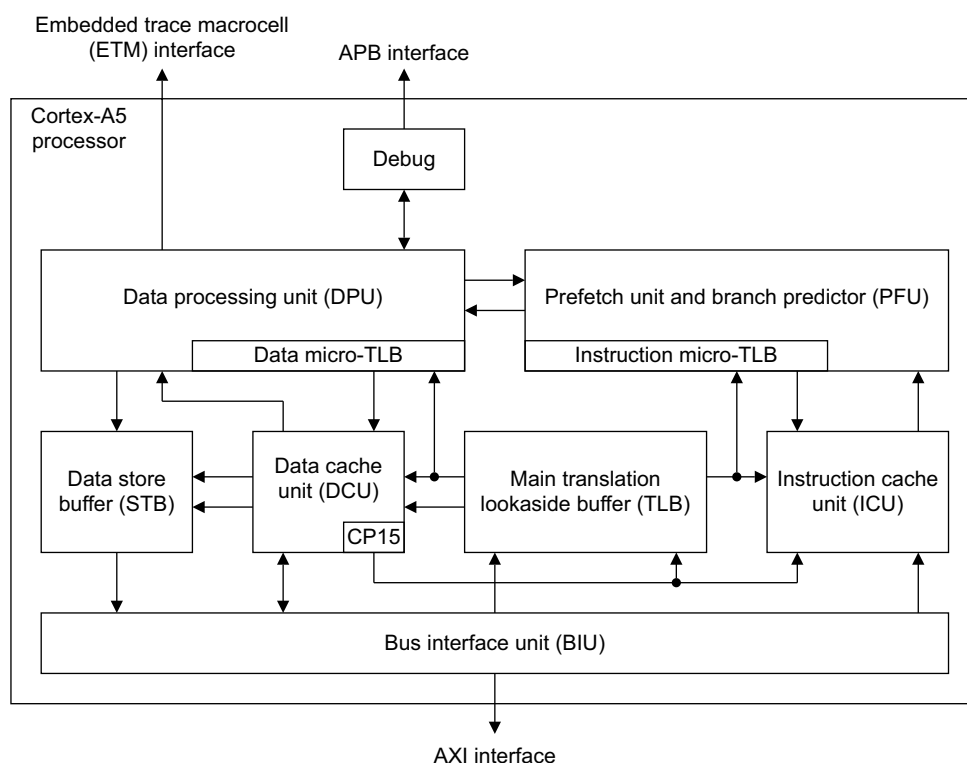 Embedded trace macrocell
(ETM) interface
APB interface
Cortex-A5
processor
Debug
Data processing unit (DPU)
Prefetch unit and branch predictor (PFU)
Data micro-TLB
Instruction micro-TLB
Data store
buffer (STB)
Data cache
unit (DCU)
CP15
Main translation
lookaside buffer (TLB)
Instruction cache
unit (ICU)
Bus interface unit (BIU)
AXI interface